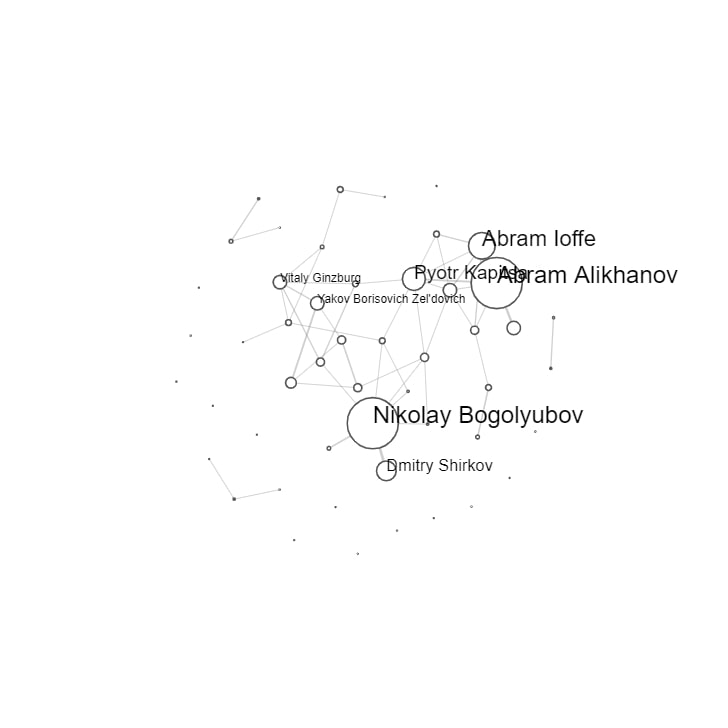 Abram Ioffe
Pyotr Kapitsa
Abram Alikhanov
Vitaly Ginzburg
Yakov Borisovich Zel'dovich
Nikolay Bogolyubov
Dmitry Shirkov